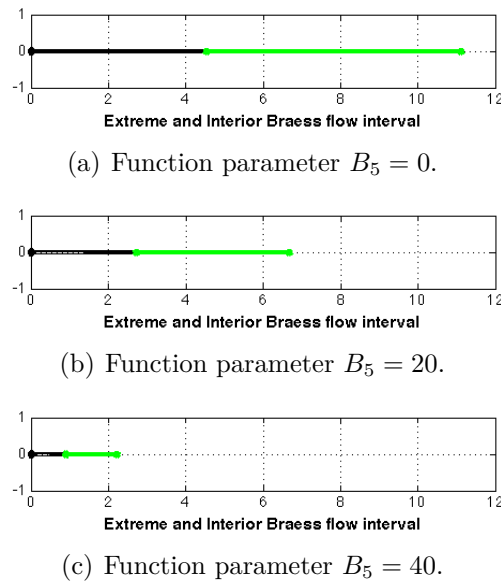 1
0
-1
0 2 4 6 8 10 12
Extreme and Interior Braess flow interval
(a) Function parameter B₅ = 0.
1
0
-1
0 2 4 6 8 10 12
Extreme and Interior Braess flow interval
(b) Function parameter B₅ = 20.
1
0
-1
0 2 4 6 8 10 12
Extreme and Interior Braess flow interval
(c) Function parameter B₅ = 40.